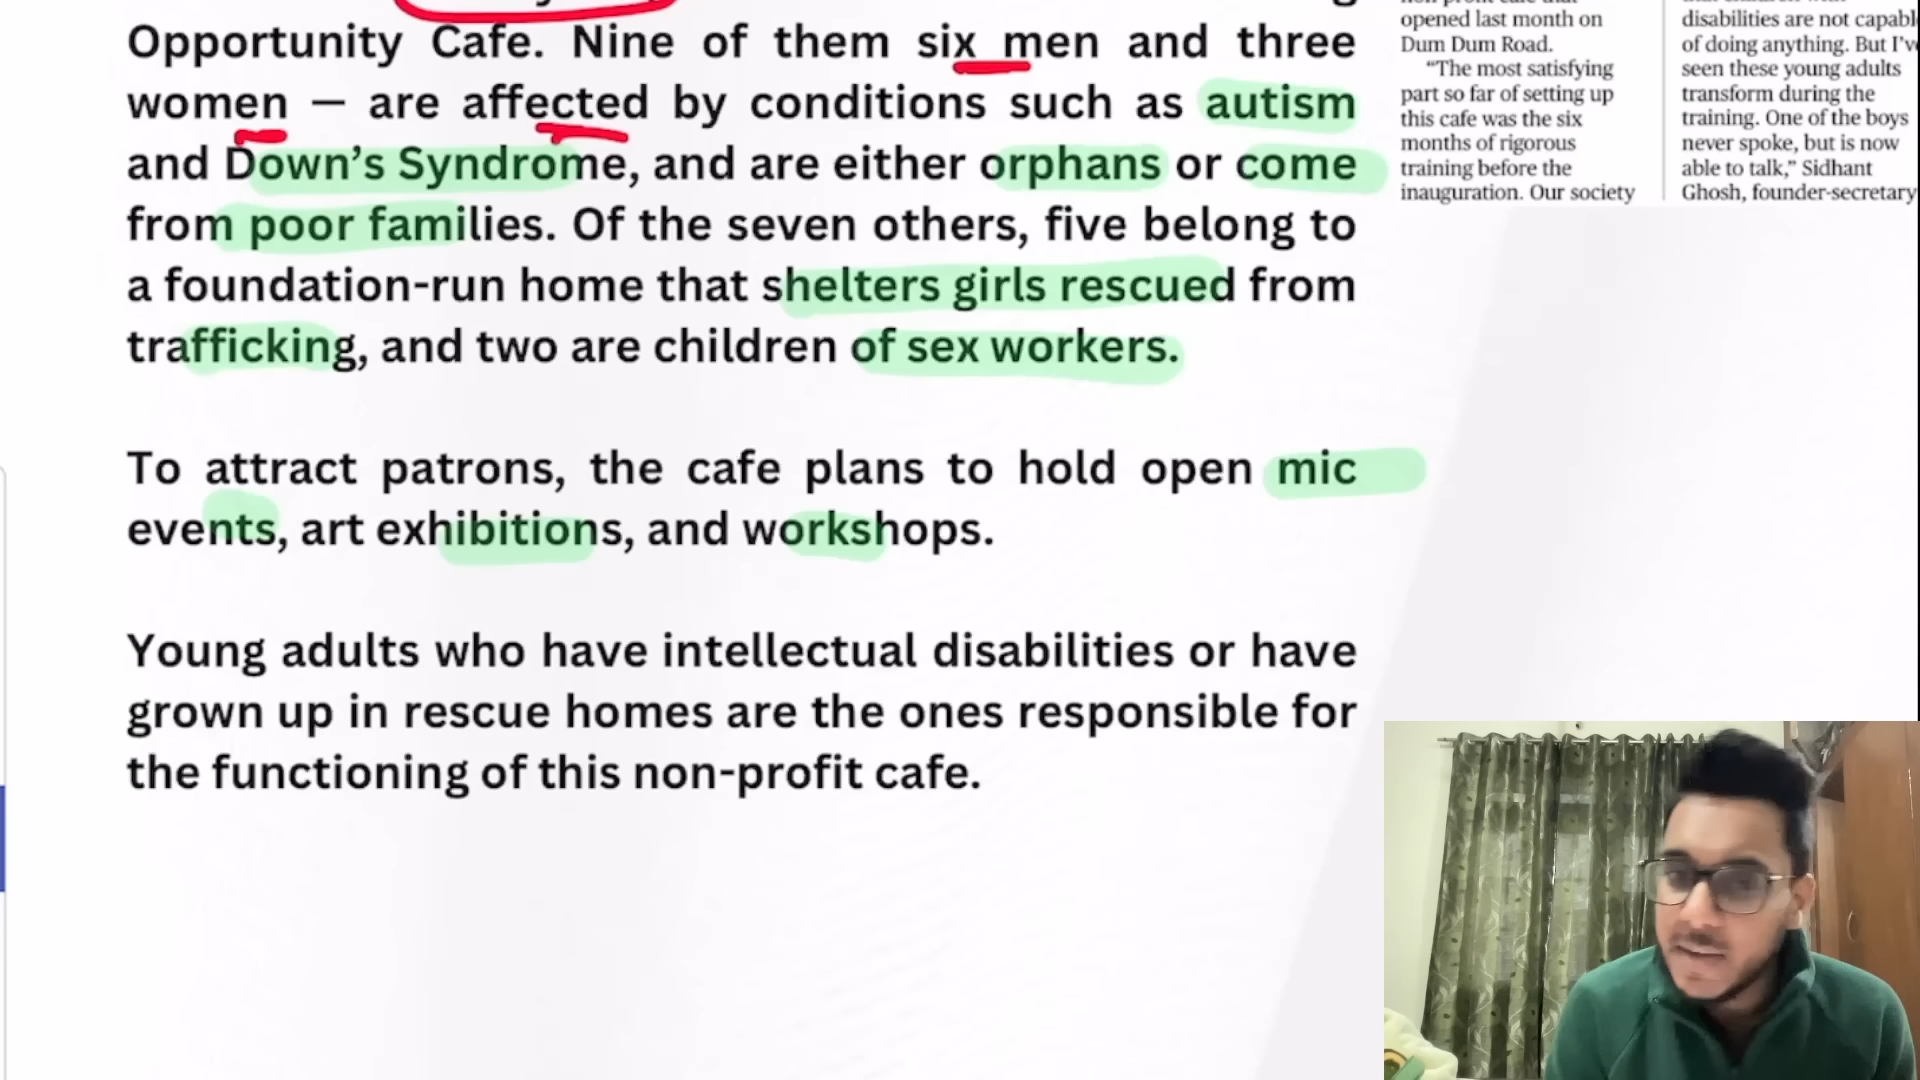 Opportunity Cafe. Nine of them six men and three
women — are affected by conditions such as autism
and Down’s Syndrome, and are either orphans or come
from poor families. Of the seven others, five belong to
a foundation-run home that shelters girls rescued from
trafficking, and two are children of sex workers.
To attract patrons, the cafe plans to hold open mic
events, art exhibitions, and workshops.
Young adults who have intellectual disabilities or have
grown up in rescue homes are the ones responsible for
the functioning of this non-profit cafe.
opened last month on
Dum Dum Road.
“The most satisfying
part so far of setting up
this cafe was the six
months of rigorous
training before the
inauguration. Our society
disabilities are not capabl
of doing anything. But I’v
seen these young adults
transform during the
training. One of the boys
never spoke, but is now
able to talk,” Sidhant
Ghosh, founder-secretary